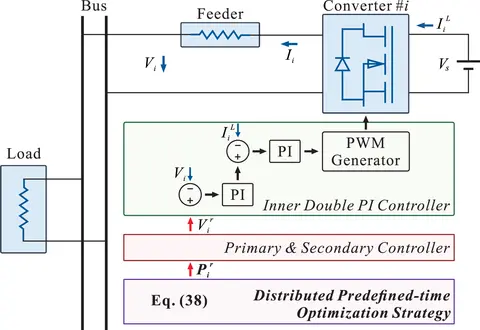 Bus
Feeder
Converter #i
I_i^L
V_i
I_i
V_s
Load
I_i^L
PI
PWM
Generator
V_i
PI
Inner Double PI Controller
V_i^r
Primary & Secondary Controller
P_i^r
Eq. (38)
Distributed Predefined-time
Optimization Strategy